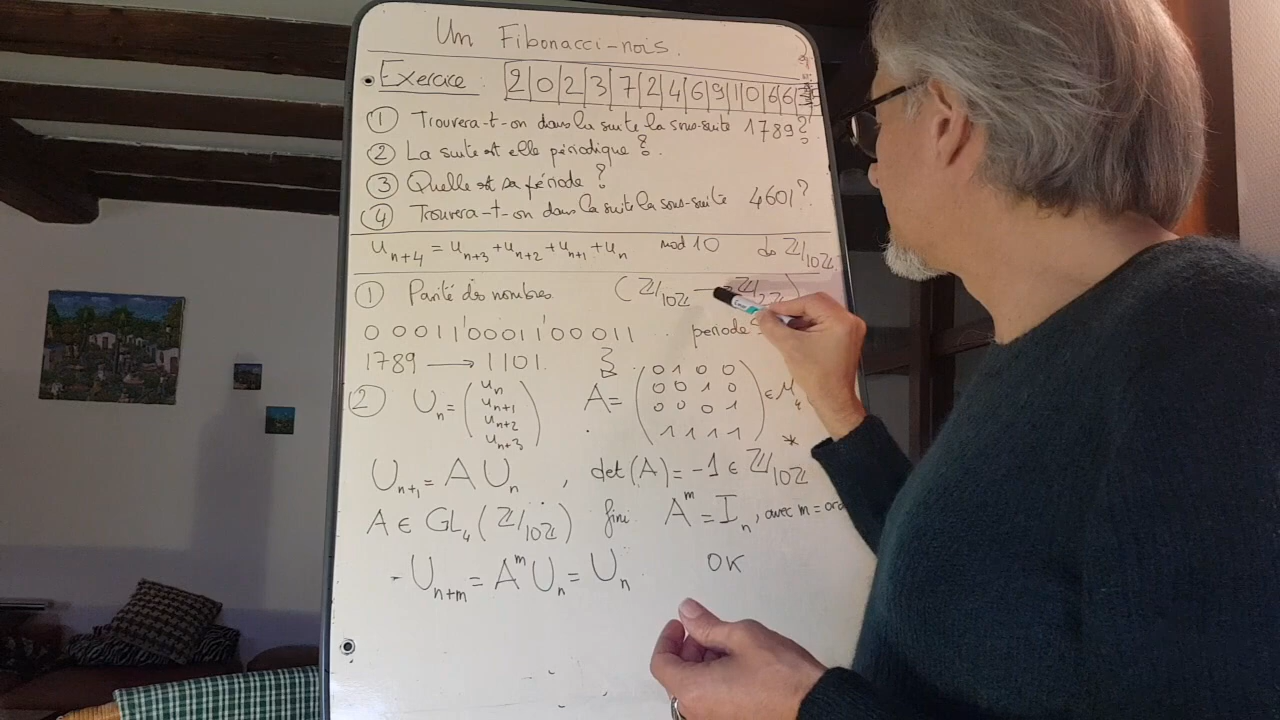 Un Fibonacci-nois.
Exercice : 2|0|2|3|7|2|4|6|9|1|0|6|6|3
① Trouvera-t-on dans la suite la sous-suite 1789?
② La suite est elle périodique ?
③ Quelle est sa période ?
④ Trouvera-t-on dans la suite la sous-suite 4601?
u_{n+4} = u_{n+3} + u_{n+2} + u_{n+1} + u_n mod 10 ds ℤ/10ℤ
① Parité des nombres (ℤ/10ℤ → ℤ/2ℤ)
0 0 0 1 1 ' 0 0 0 1 1 ' 0 0 0 1 1 . . période 5
1789 → 1101.
② U_n = (u_n u_{n+1} u_{n+2} u_{n+3}) A = (0 1 0 0 / 0 0 1 0 / 0 0 0 1 / 1 1 1 1) ∈ M_4
U_{n+1} = A U_n , det(A) = -1 ∈ ℤ/10ℤ *
A ∈ GL_4(ℤ/10ℤ) fini. A^m = I_n, avec m = ord
- U_{n+m} = A^m U_n = U_n OK